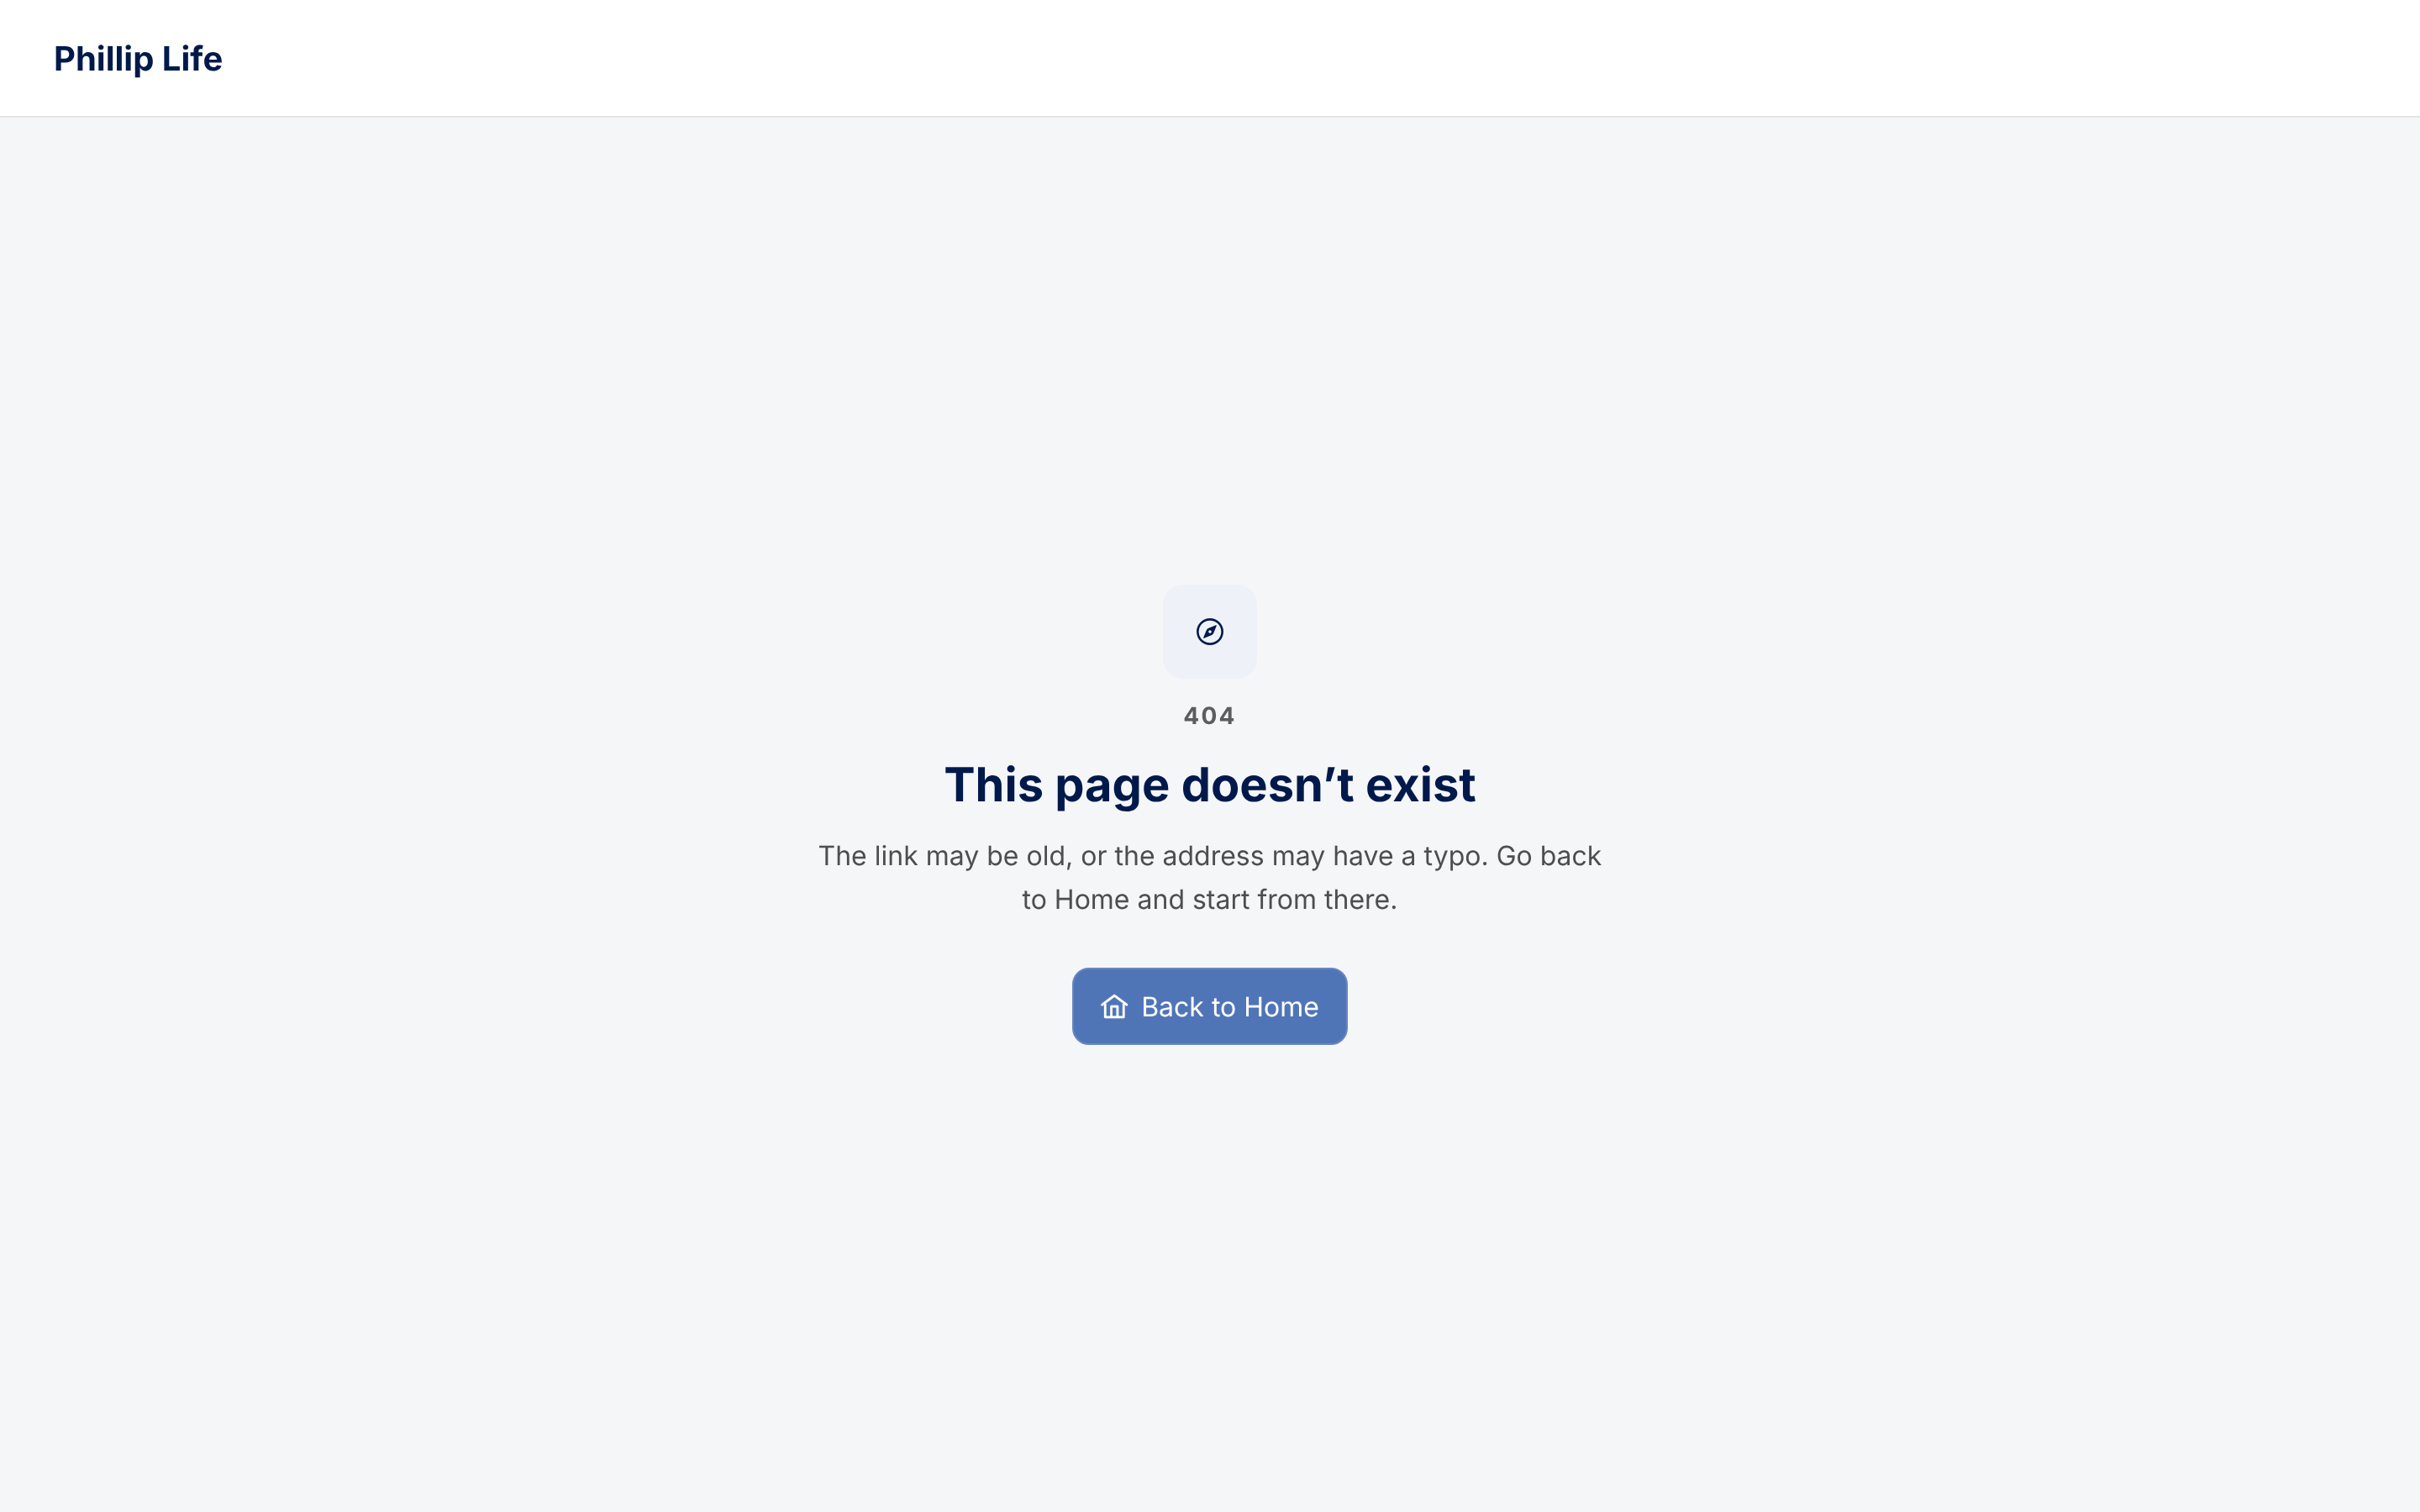 Phillip Life
404
This page doesn’t exist
The link may be old, or the address may have a typo. Go back
to Home and start from there.
Back to Home